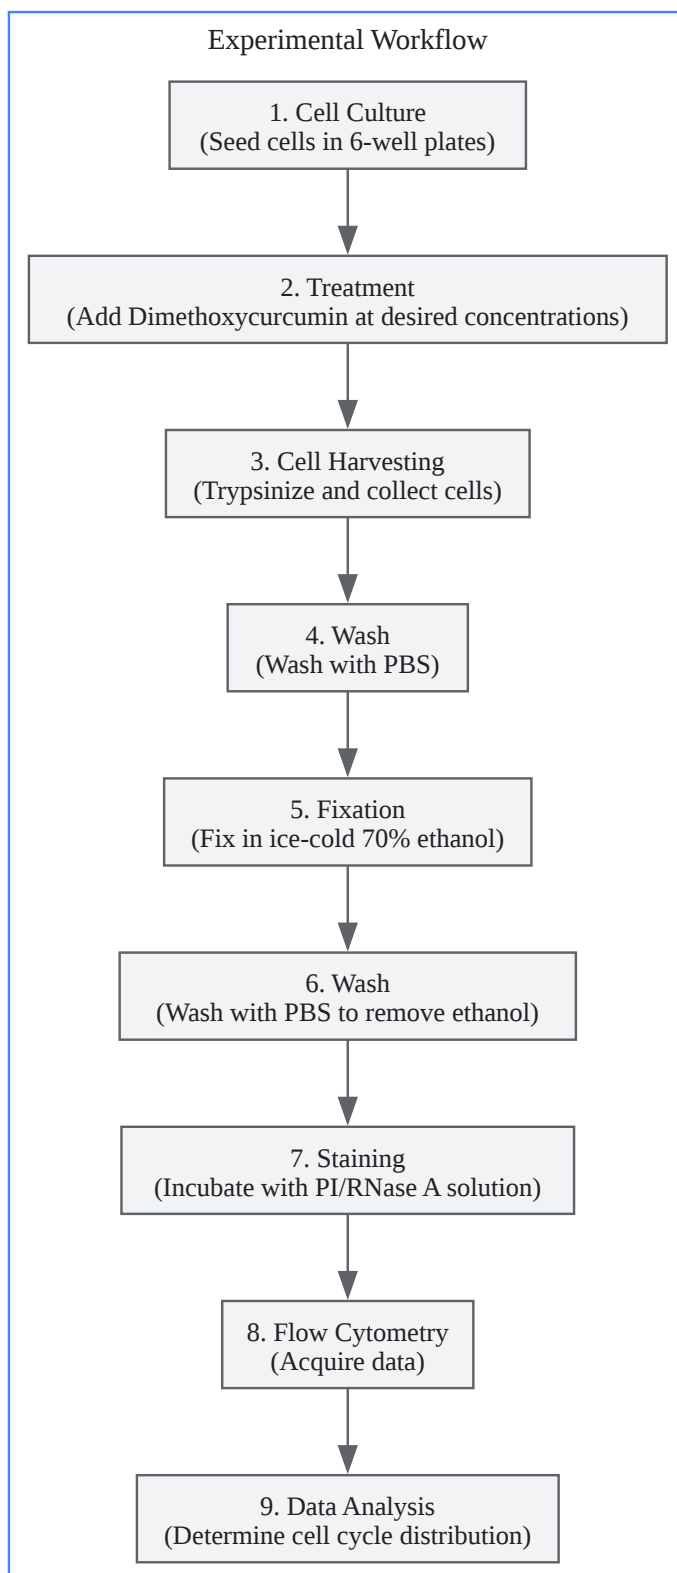 Experimental Workflow
1. Cell Culture
(Seed cells in 6-well plates)
2. Treatment
(Add Dimethoxycurcumin at desired concentrations)
3. Cell Harvesting
(Trypsinize and collect cells)
4. Wash
(Wash with PBS)
5. Fixation
(Fix in ice-cold 70% ethanol)
6. Wash
(Wash with PBS to remove ethanol)
7. Staining
(Incubate with PI/RNase A solution)
8. Flow Cytometry
(Acquire data)
9. Data Analysis
(Determine cell cycle distribution)